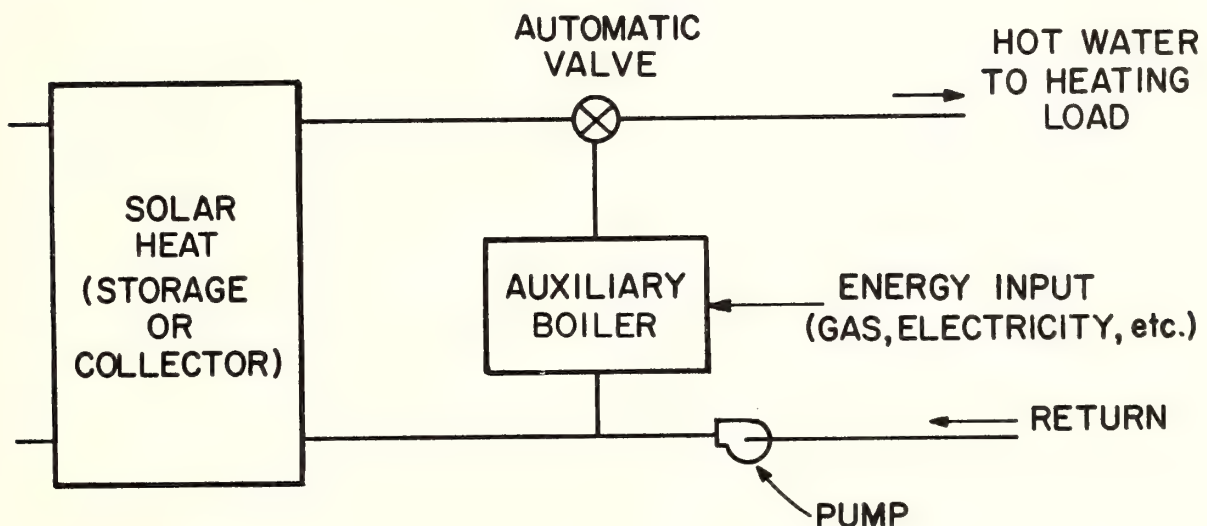 AUTOMATIC
VALVE
HOT WATER
TO HEATING
LOAD
SOLAR
HEAT
(STORAGE
OR
COLLECTOR)
AUXILIARY
BOILER
ENERGY INPUT
(GAS, ELECTRICITY, etc.)
RETURN
PUMP